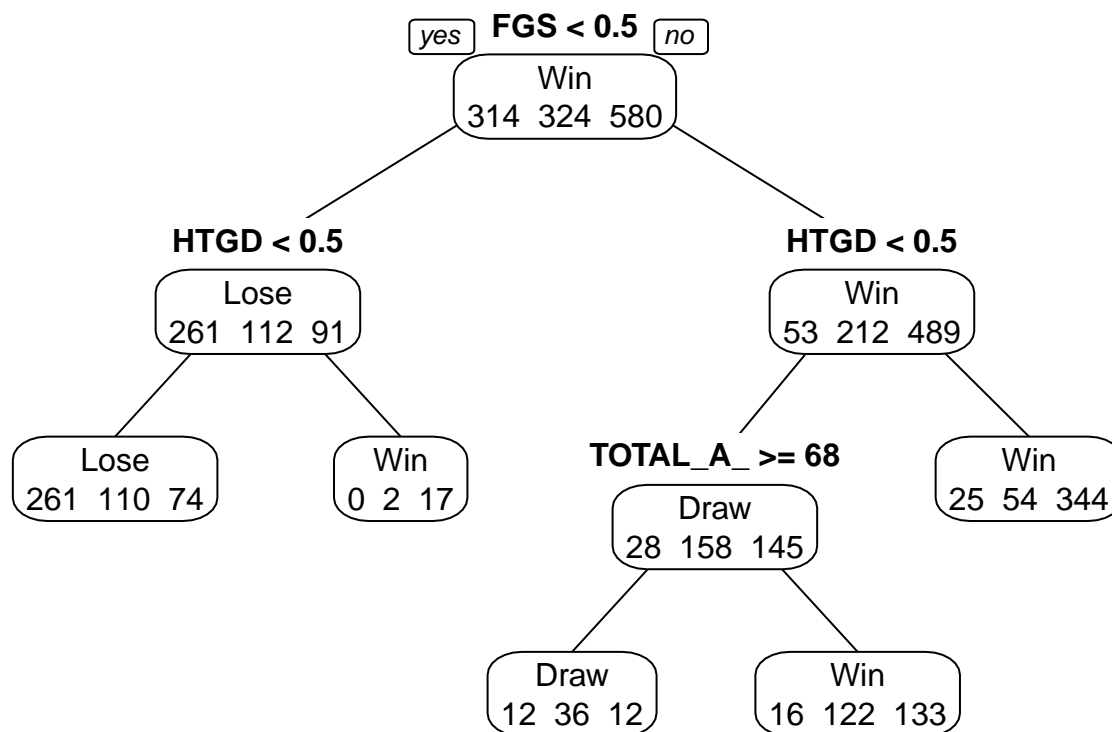 yes FGS < 0.5 no
Win
314 324 580
HTGD < 0.5 HTGD < 0.5
Lose Win
261 112 91 53 212 489
TOTAL_A_ >= 68
Lose Win Draw Win
261 110 74 0 2 17 28 158 145 25 54 344
Draw Win
12 36 12 16 122 133